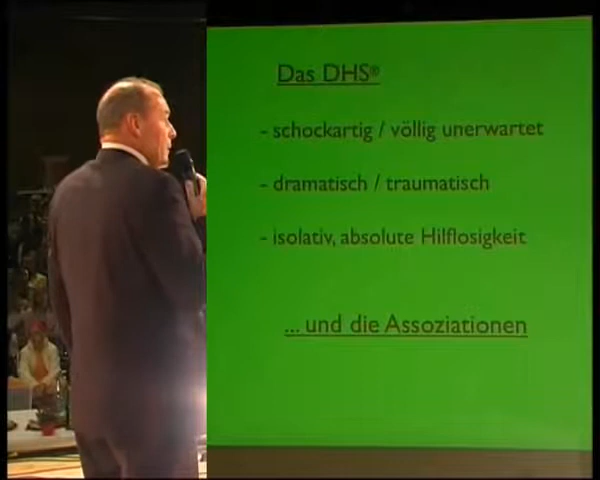 Das DHS®
- schockartig / völlig unerwartet
- dramatisch / traumatisch
- isolativ, absolute Hilflosigkeit
... und die Assoziationen